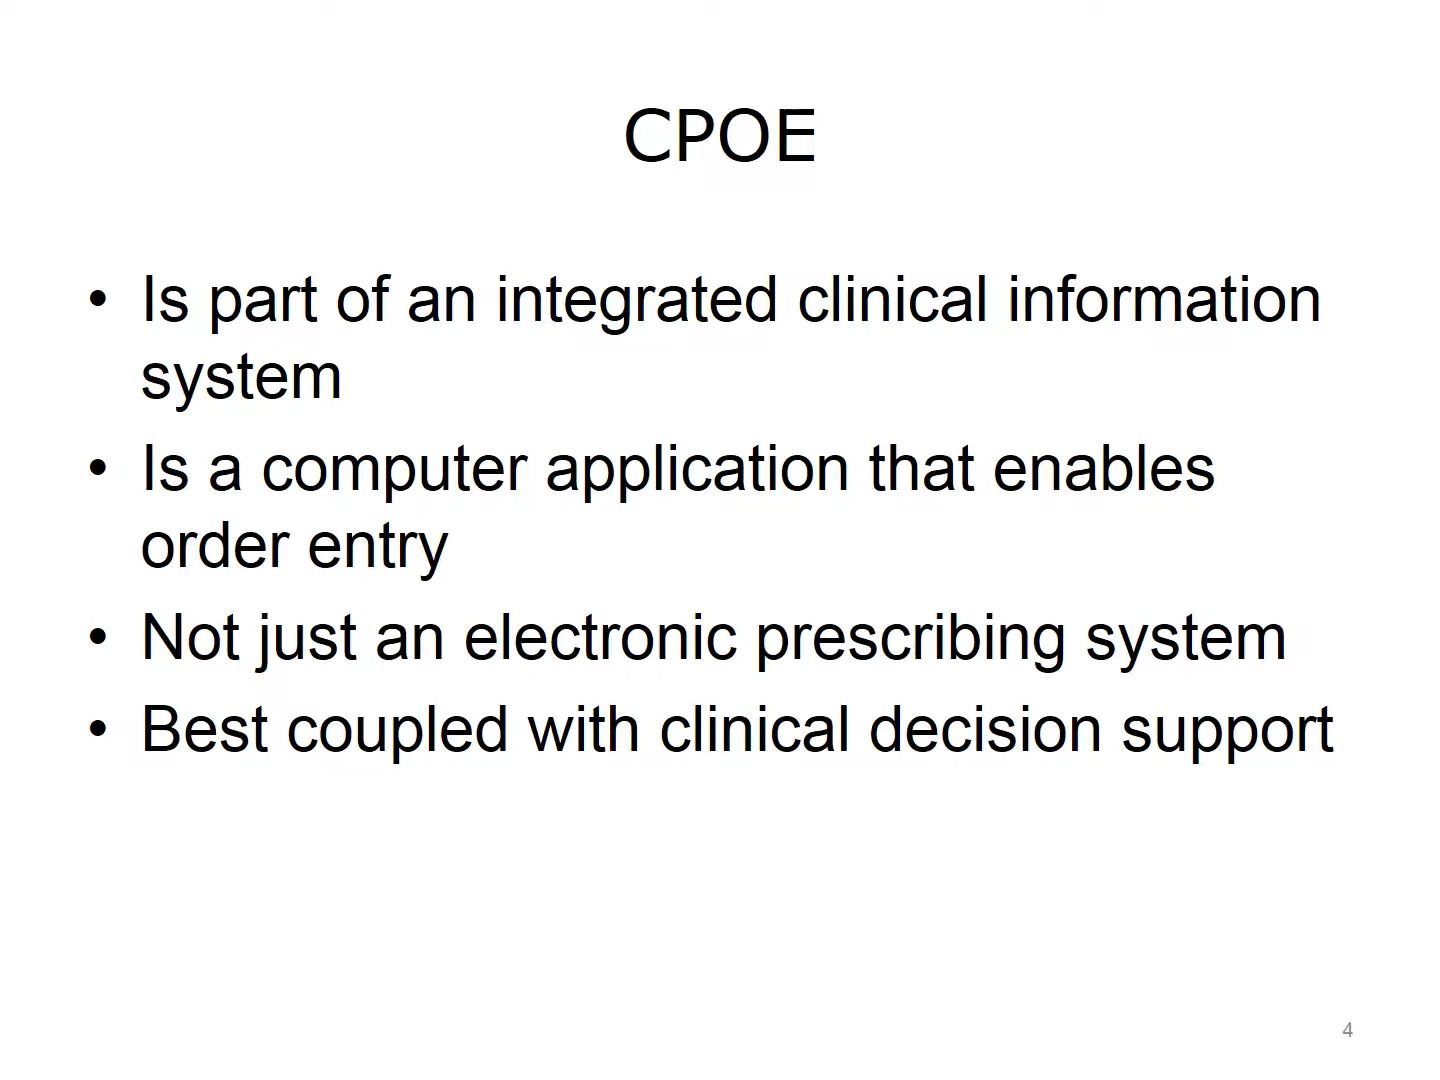 CPOE
• Is part of an integrated clinical information
system
• Is a computer application that enables
order entry
• Not just an electronic prescribing system
• Best coupled with clinical decision support
4